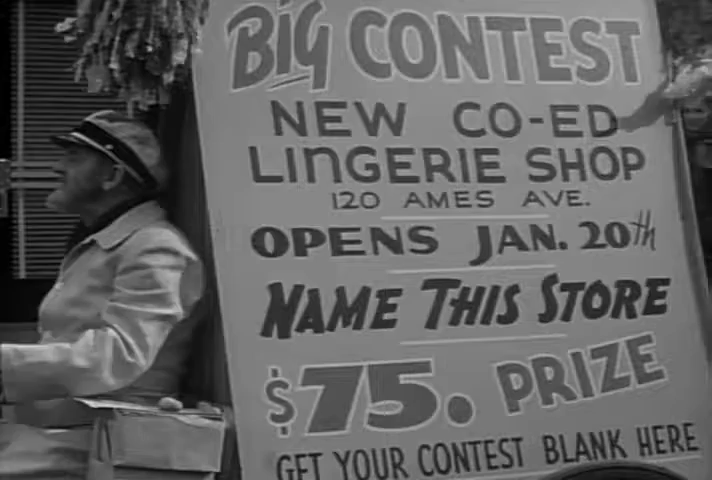 BiG CONTEST
NEW CO-ED
LINGERIE SHOP
120 AMES AVE.
OPENS JAN. 20th
NAME THIS STORE
$75. PRIZE
GET YOUR CONTEST BLANK HERE